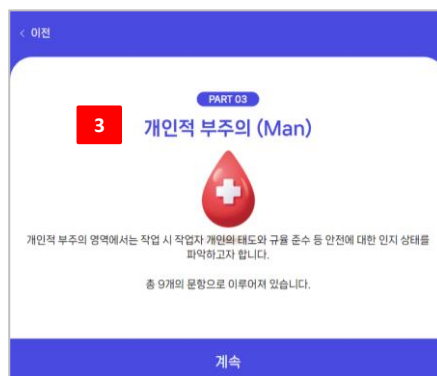 < 이전
PART 03
3
개인적 부주의 (Man)
개인적 부주의 영역에서는 작업 시 작업자 개인의 태도와 규율 준수 등 안전에 대한 인지 상태를
파악하고자 합니다.
총 9개의 문항으로 이루어져 있습니다.
계속